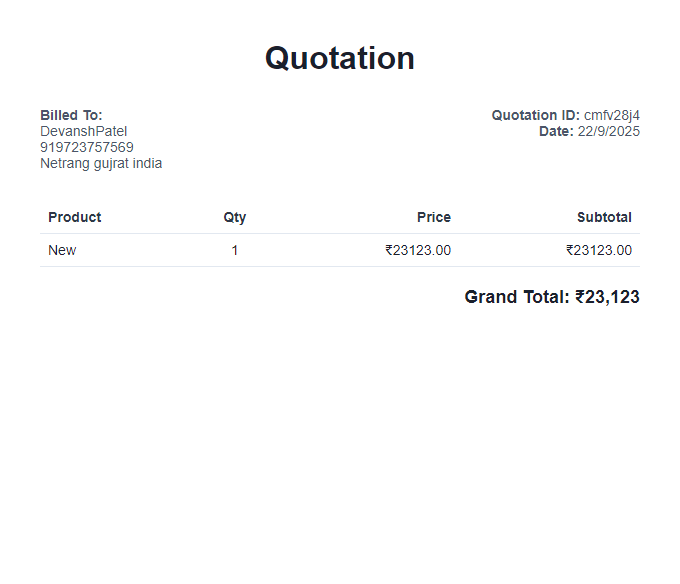 Quotation
Billed To:
DevanshPatel
919723757569
Netrang gujrat india
Quotation ID: cmfv28j4
Date: 22/9/2025
Product Qty Price Subtotal
New 1 ₹23123.00 ₹23123.00
Grand Total: ₹23,123